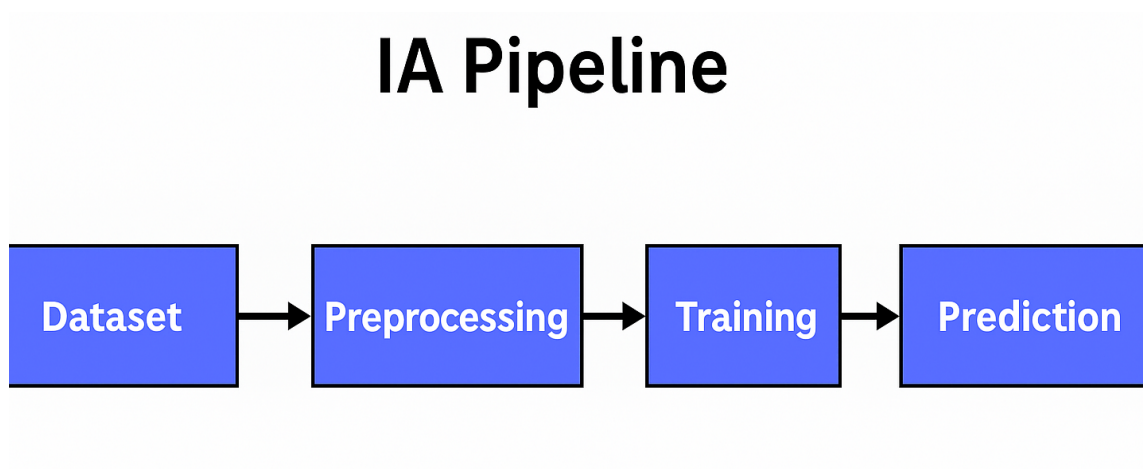 IA Pipeline
Dataset
Preprocessing
Training
Prediction